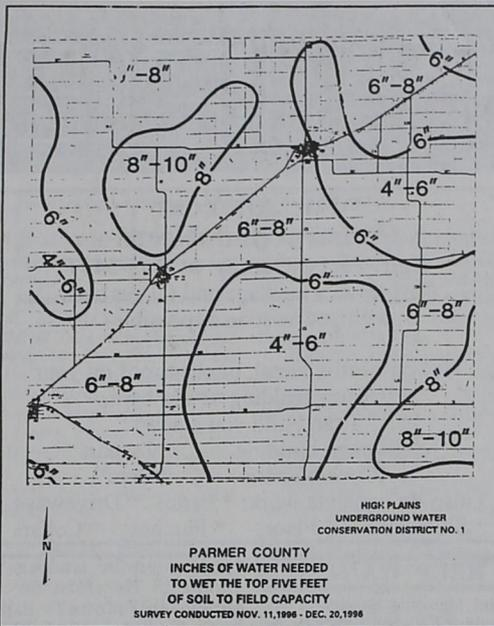 6"
"-8"
6"-8"
6"
8"-10"
8"
4"-6"
6"
6"-8"
6"
4"-6"
6"
6"-8"
4"-6"
6"-8"
8"
8"-10"
6"
N
HIGH PLAINS
UNDERGROUND WATER
CONSERVATION DISTRICT NO. 1
PARMER COUNTY
INCHES OF WATER NEEDED
TO WET THE TOP FIVE FEET
OF SOIL TO FIELD CAPACITY
SURVEY CONDUCTED NOV. 11,1996 - DEC. 20,1996